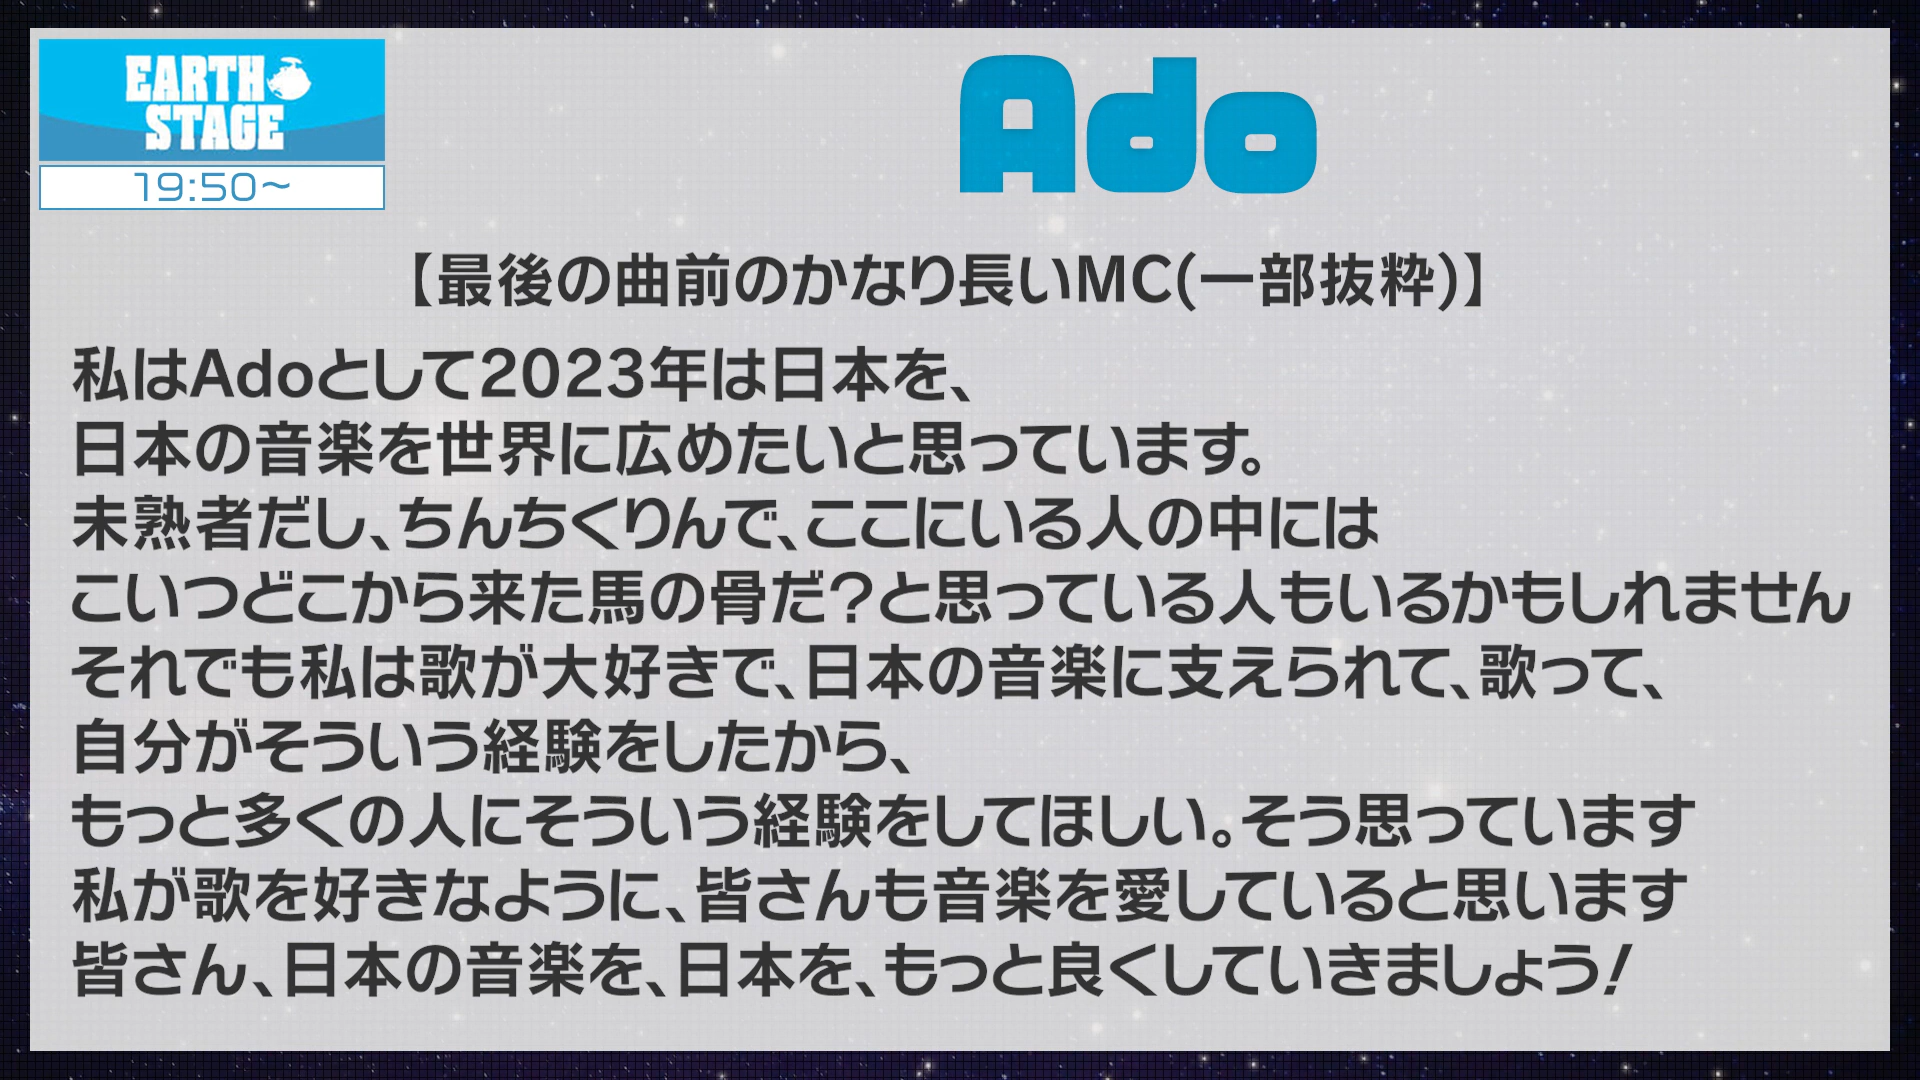 EARTH
STAGE
19:50~
Ado
【最後の曲前のかなり長いMC(一部抜粋)】
私はAdoとして2023年は日本を、
日本の音楽を世界に広めたいと思っています。
未熟者だし、ちんちくりんで、ここにいる人の中には
こいつどこから来た馬の骨だ?と思っている人もいるかもしれません
それでも私は歌が大好きで、日本の音楽に支えられて、歌って、
自分がそういう経験をしたから、
もっと多くの人にそういう経験をしてほしい。そう思っています
私が歌を好きなように、皆さんも音楽を愛していると思います
皆さん、日本の音楽を、日本を、もっと良くしていきましょう!